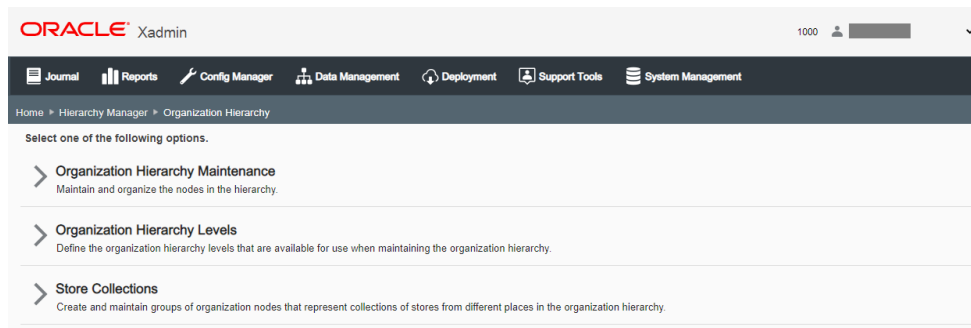 ORACLE Xadmin
1000
Journal Reports Config Manager Data Management Deployment Support Tools System Management
Home Hierarchy Manager Organization Hierarchy
Select one of the following options.
Organization Hierarchy Maintenance
Maintain and organize the nodes in the hierarchy.
Organization Hierarchy Levels
Define the organization hierarchy levels that are available for use when maintaining the organization hierarchy.
Store Collections
Create and maintain groups of organization nodes that represent collections of stores from different places in the organization hierarchy.